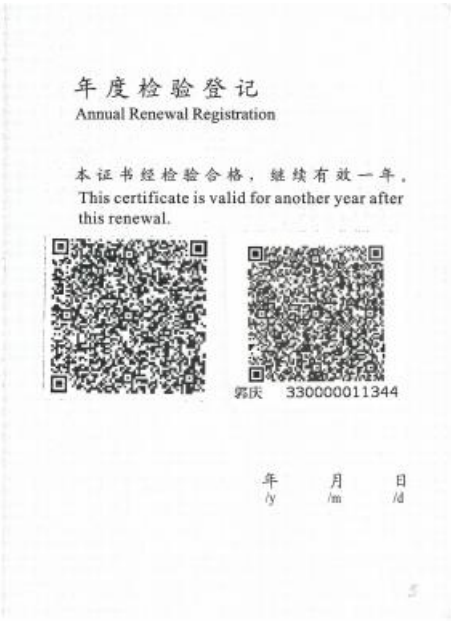 年度检验登记
Annual Renewal Registration
本证书经检验合格，继续有效一年。
This certificate is valid for another year after
this renewal.
郭庆 330000011344
年 月 日
/y /m /d
5